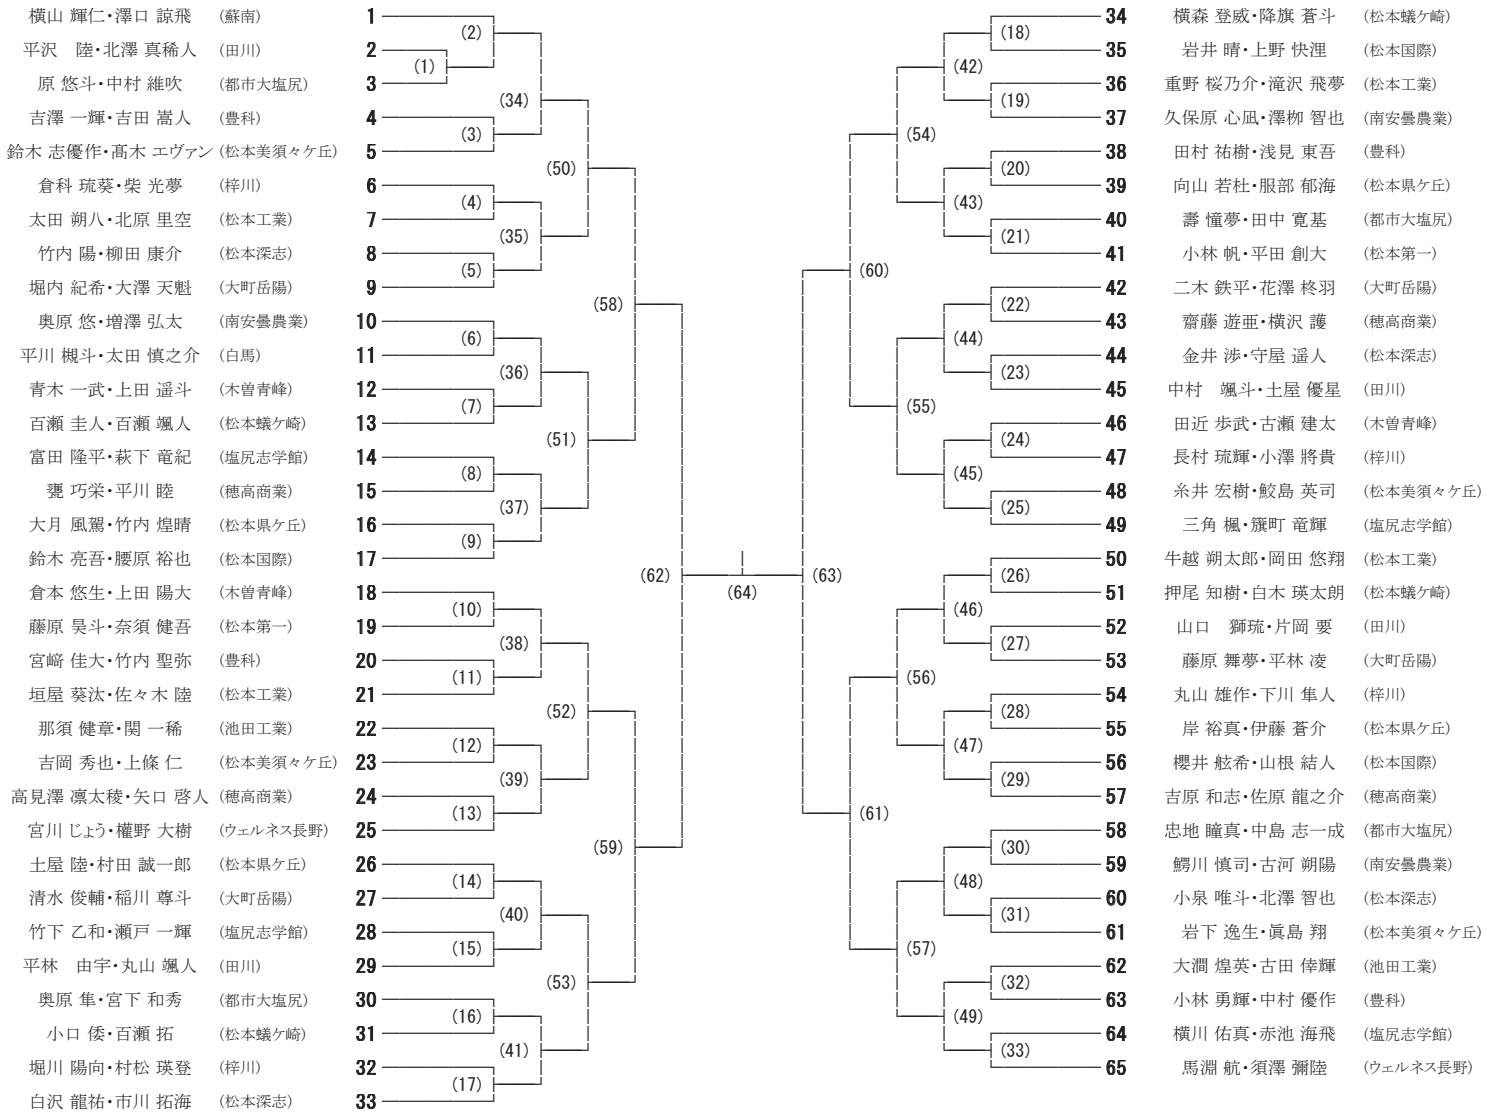 横山 輝仁・澤口 諒飛 (蘇南) 1
平沢　陸・北澤 真稀人 (田川) 2
原 悠斗・中村 維吹 (都市大塩尻) 3
吉澤 一輝・吉田 嵩人 (豊科) 4
鈴木 志優作・髙木 エヴァン (松本美須々ケ丘) 5
倉科 琉葵・柴 光夢 (梓川) 6
太田 朔八・北原 里空 (松本工業) 7
竹内 陽・柳田 康介 (松本深志) 8
堀内 紀希・大澤 天魁 (大町岳陽) 9
奥原 悠・増澤 弘太 (南安曇農業) 10
平川 槻斗・太田 慎之介 (白馬) 11
青木 一武・上田 遥斗 (木曽青峰) 12
百瀬 圭人・百瀬 颯人 (松本蟻ケ崎) 13
富田 隆平・萩下 竜紀 (塩尻志学館) 14
甕 巧栄・平川 睦 (穂高商業) 15
大月 風駕・竹内 煌晴 (松本県ケ丘) 16
鈴木 亮吾・腰原 裕也 (松本国際) 17
倉本 悠生・上田 陽大 (木曽青峰) 18
藤原 昊斗・奈須 健吾 (松本第一) 19
宮﨑 佳大・竹内 聖弥 (豊科) 20
垣屋 葵汰・佐々木 陸 (松本工業) 21
那須 健章・関 一稀 (池田工業) 22
吉岡 秀也・上條 仁 (松本美須々ケ丘) 23
高見澤 凛太稜・矢口 啓人 (穂高商業) 24
宮川 じょう・權野 大樹 (ウェルネス長野) 25
土屋 陸・村田 誠一郎 (松本県ケ丘) 26
清水 俊輔・稲川 尊斗 (大町岳陽) 27
竹下 乙和・瀬戸 一輝 (塩尻志学館) 28
平林　由宇・丸山 颯人 (田川) 29
奥原 隼・宮下 和秀 (都市大塩尻) 30
小口 倭・百瀬 拓 (松本蟻ケ崎) 31
堀川 陽向・村松 瑛登 (梓川) 32
白沢 龍祐・市川 拓海 (松本深志) 33
(1)
(2)
(3)
(4)
(5)
(6)
(7)
(8)
(9)
(10)
(11)
(12)
(13)
(14)
(15)
(16)
(17)
(34)
(35)
(36)
(37)
(38)
(39)
(40)
(41)
(50)
(51)
(52)
(53)
(58)
(59)
(62)
(64)
(63)
(60)
(61)
(54)
(55)
(56)
(57)
(42)
(43)
(44)
(45)
(46)
(47)
(48)
(49)
(18)
(19)
(20)
(21)
(22)
(23)
(24)
(25)
(26)
(27)
(28)
(29)
(30)
(31)
(32)
(33)
34 横森 登威・降旗 蒼斗 (松本蟻ケ崎)
35 岩井 晴・上野 快浬 (松本国際)
36 重野 桜乃介・滝沢 飛夢 (松本工業)
37 久保原 心凪・澤栁 智也 (南安曇農業)
38 田村 祐樹・浅見 東吾 (豊科)
39 向山 若杜・服部 郁海 (松本県ケ丘)
40 壽 憧夢・田中 寛基 (都市大塩尻)
41 小林 帆・平田 創大 (松本第一)
42 二木 鉄平・花澤 柊羽 (大町岳陽)
43 齋藤 遊亜・横沢 護 (穂高商業)
44 金井 渉・守屋 遥人 (松本深志)
45 中村　颯斗・土屋 優星 (田川)
46 田近 歩武・古瀬 建太 (木曽青峰)
47 長村 琉輝・小澤 將貴 (梓川)
48 糸井 宏樹・鮫島 英司 (松本美須々ケ丘)
49 三角 楓・籏町 竜輝 (塩尻志学館)
50 牛越 朔太郎・岡田 悠翔 (松本工業)
51 押尾 知樹・白木 瑛太朗 (松本蟻ケ崎)
52 山口　獅琉・片岡 要 (田川)
53 藤原 舞夢・平林 凌 (大町岳陽)
54 丸山 雄作・下川 隼人 (梓川)
55 岸 裕真・伊藤 蒼介 (松本県ケ丘)
56 櫻井 舷希・山根 結人 (松本国際)
57 吉原 和志・佐原 龍之介 (穂高商業)
58 忠地 瞳真・中島 志一成 (都市大塩尻)
59 鰐川 慎司・古河 朔陽 (南安曇農業)
60 小泉 唯斗・北澤 智也 (松本深志)
61 岩下 逸生・眞島 翔 (松本美須々ケ丘)
62 大澗 煌英・古田 倖輝 (池田工業)
63 小林 勇輝・中村 優作 (豊科)
64 横川 佑真・赤池 海飛 (塩尻志学館)
65 馬淵 航・須澤 彌陸 (ウェルネス長野)